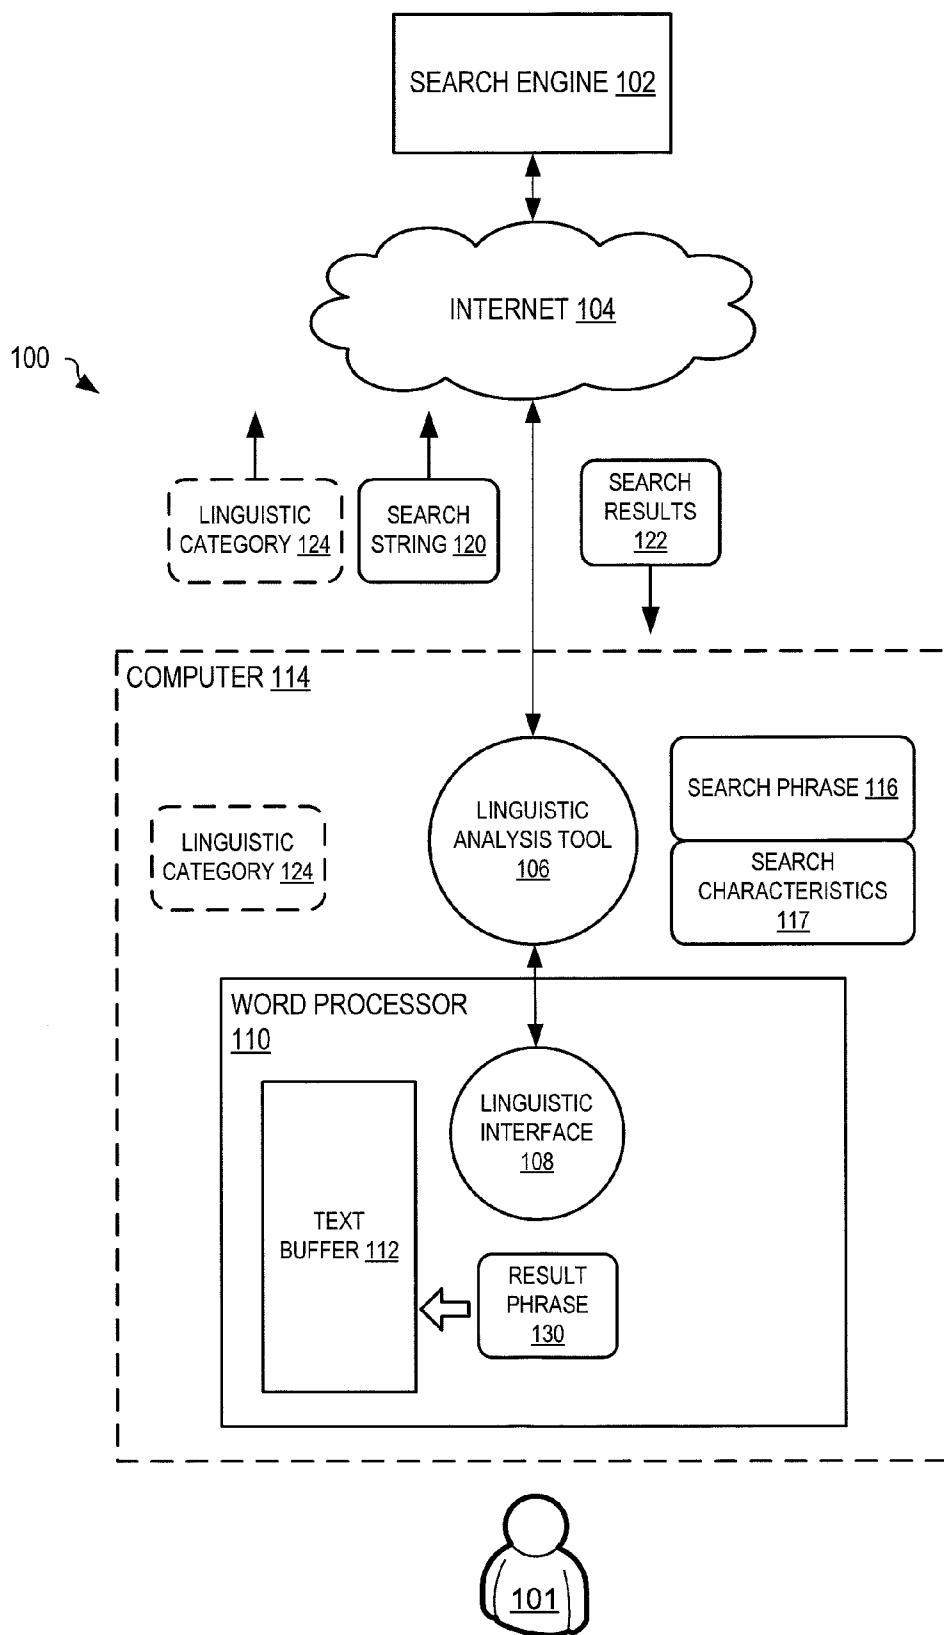 SEARCH ENGINE 102
INTERNET 104
100
LINGUISTIC
CATEGORY 124
SEARCH
STRING 120
SEARCH
RESULTS
122
COMPUTER 114
LINGUISTIC
CATEGORY 124
LINGUISTIC
ANALYSIS TOOL
106
SEARCH PHRASE 116
SEARCH
CHARACTERISTICS
117
WORD PROCESSOR
110
LINGUISTIC
INTERFACE
108
TEXT
BUFFER 112
RESULT
PHRASE
130
101